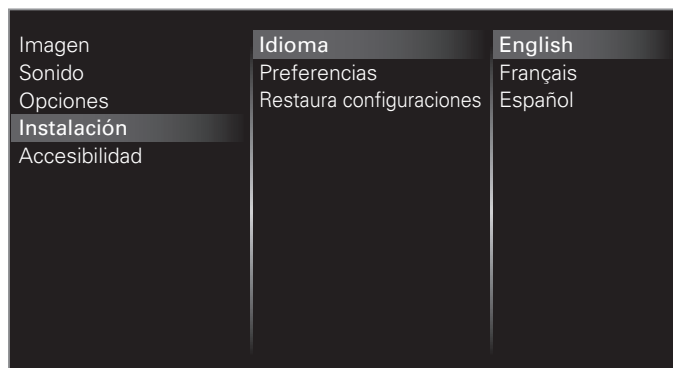 Imagen
Sonido
Opciones
Instalación
Accesibilidad
Idioma
Preferencias
Restaura configuraciones
English
Français
Español